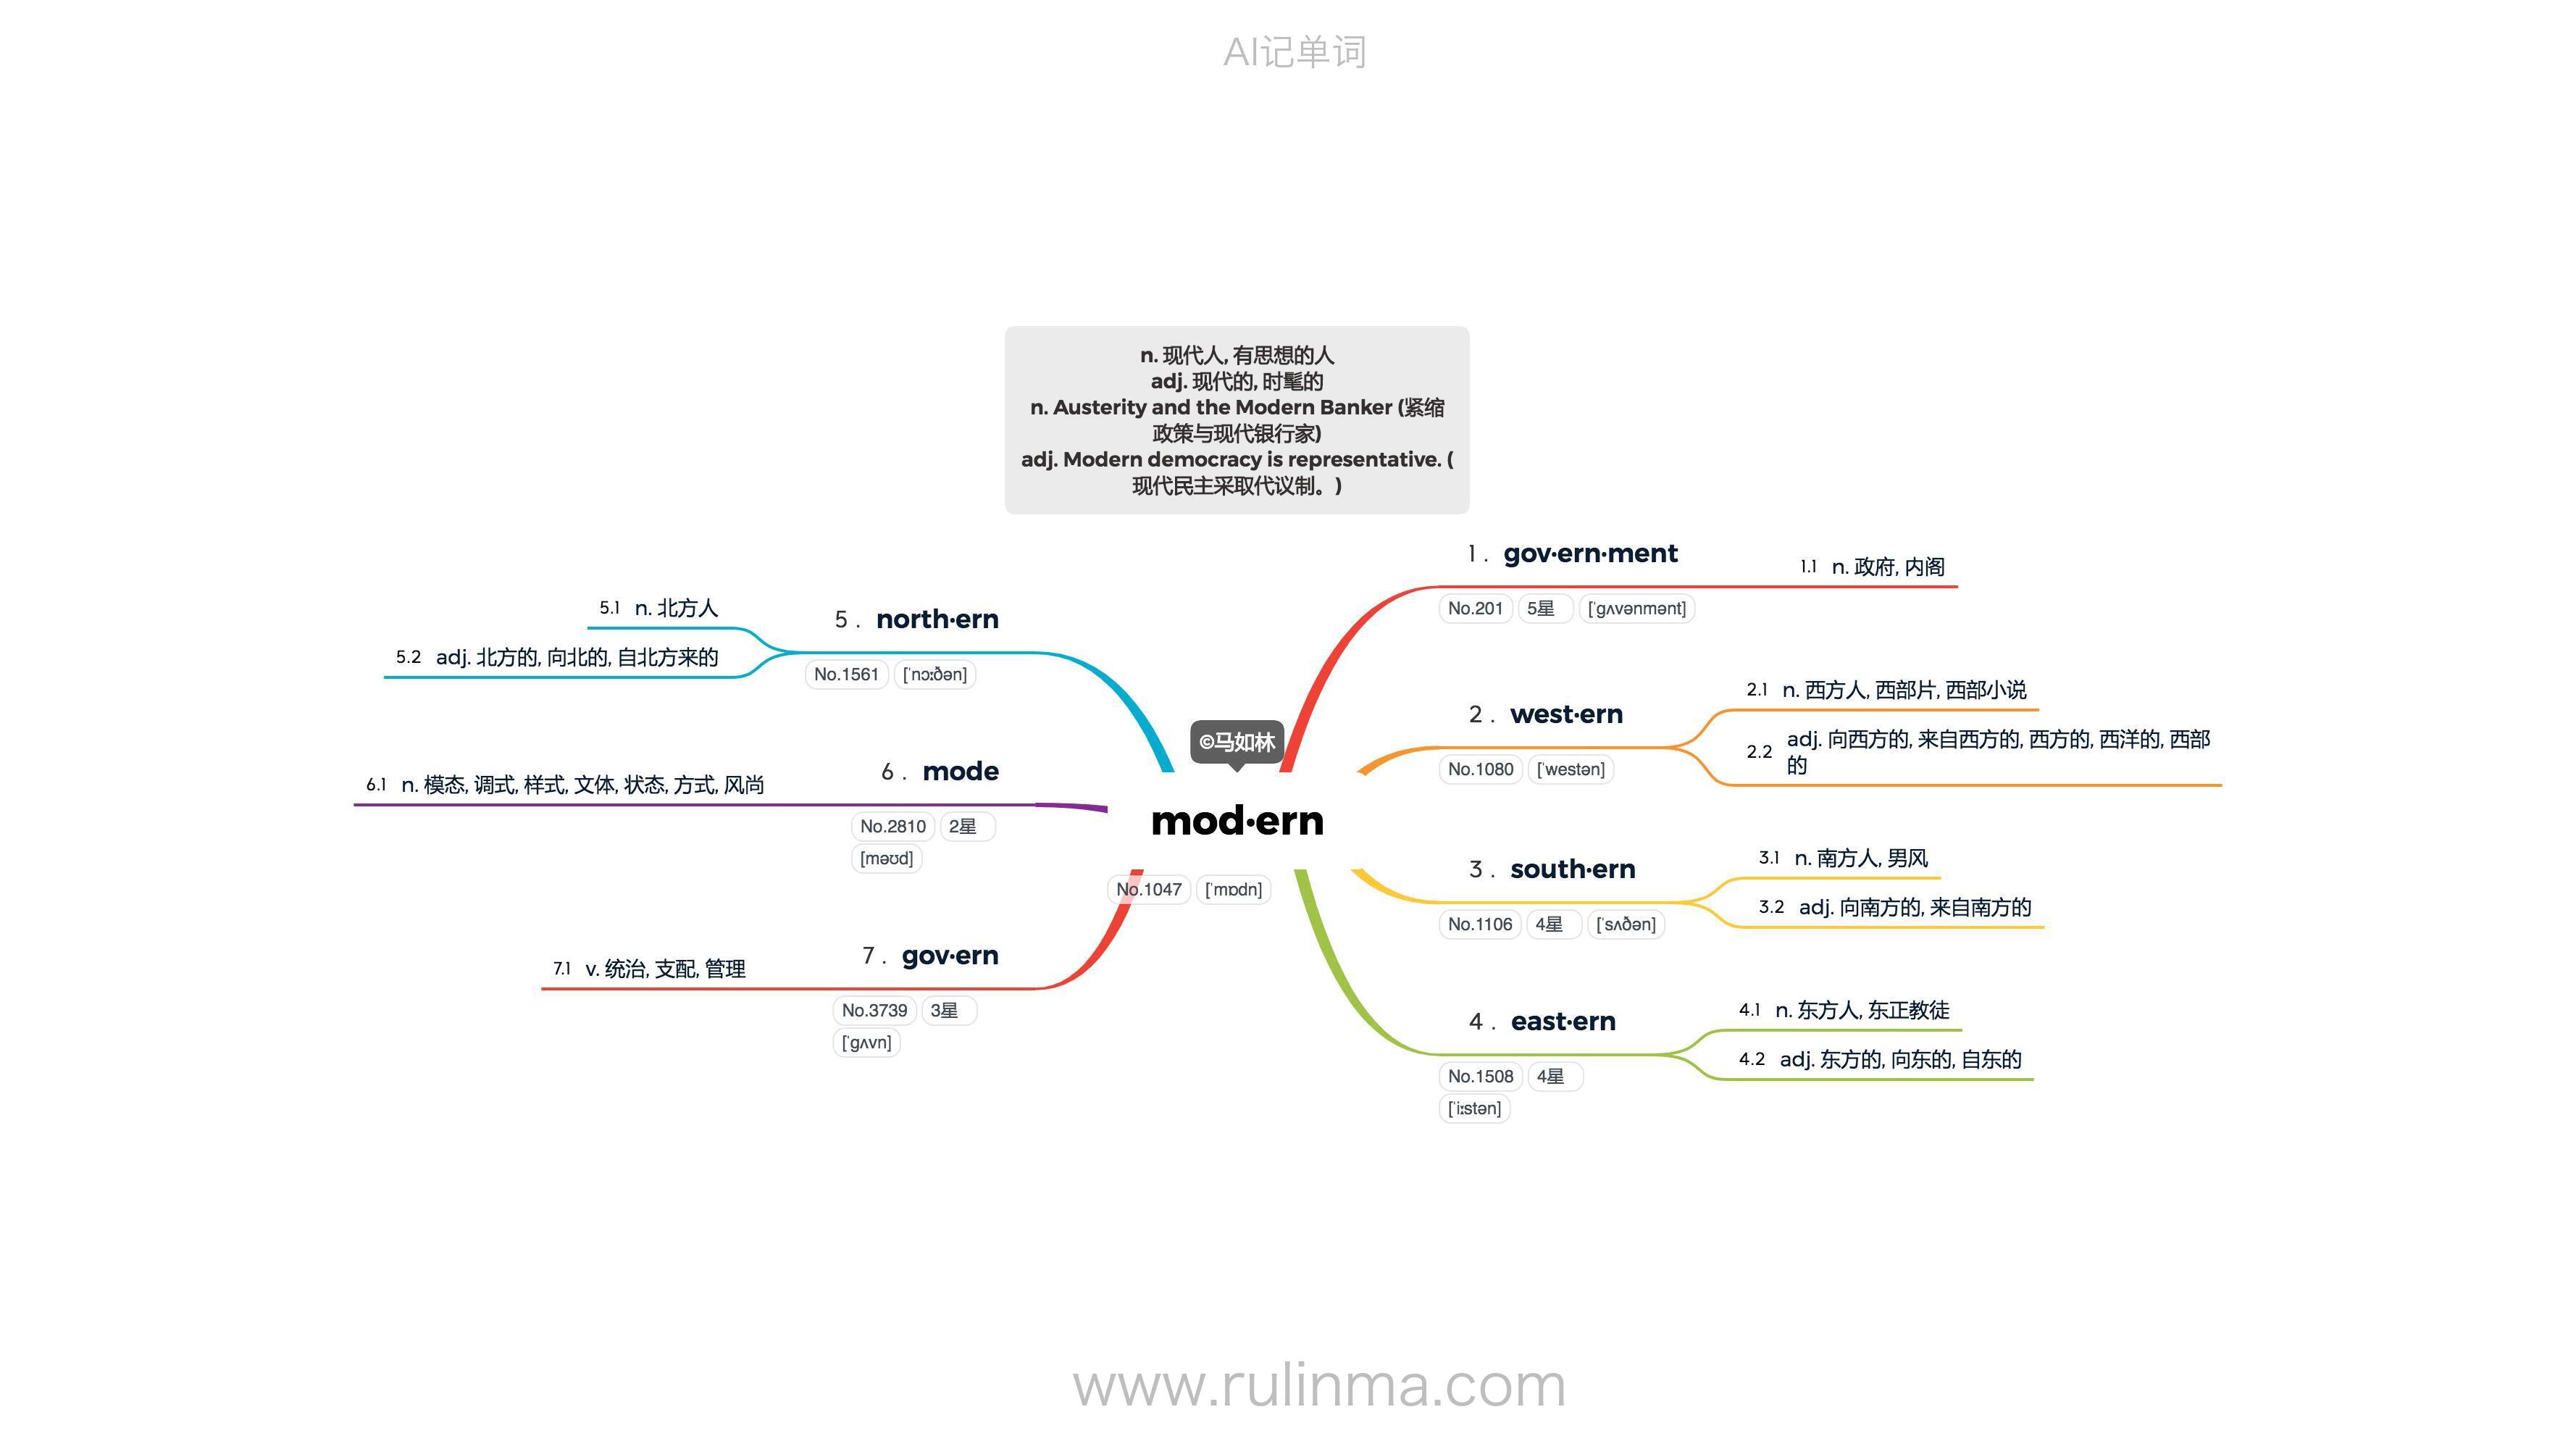 AI记单词
n. 现代人, 有思想的人
adj. 现代的, 时髦的
n. Austerity and the Modern Banker (紧缩
政策与现代银行家)
adj. Modern democracy is representative. (
现代民主采取代议制。)
©马如林
mod·ern
No.1047 [ˈmɒdn]
1 . gov·ern·ment
No.201 5星 [ˈɡʌvənmənt]
1.1 n. 政府, 内阁
2 . west·ern
No.1080 [ˈwestən]
2.1 n. 西方人, 西部片, 西部小说
2.2 adj. 向西方的, 来自西方的, 西方的, 西洋的, 西部
的
3 . south·ern
No.1106 4星 [ˈsʌðən]
3.1 n. 南方人, 男风
3.2 adj. 向南方的, 来自南方的
4 . east·ern
No.1508 4星
[ˈiːstən]
4.1 n. 东方人, 东正教徒
4.2 adj. 东方的, 向东的, 自东的
5 . north·ern
No.1561 [ˈnɔːðən]
5.1 n. 北方人
5.2 adj. 北方的, 向北的, 自北方来的
6 . mode
No.2810 2星
[məʊd]
6.1 n. 模态, 调式, 样式, 文体, 状态, 方式, 风尚
7 . gov·ern
No.3739 3星
[ˈɡʌvn]
7.1 v. 统治, 支配, 管理
www.rulinma.com